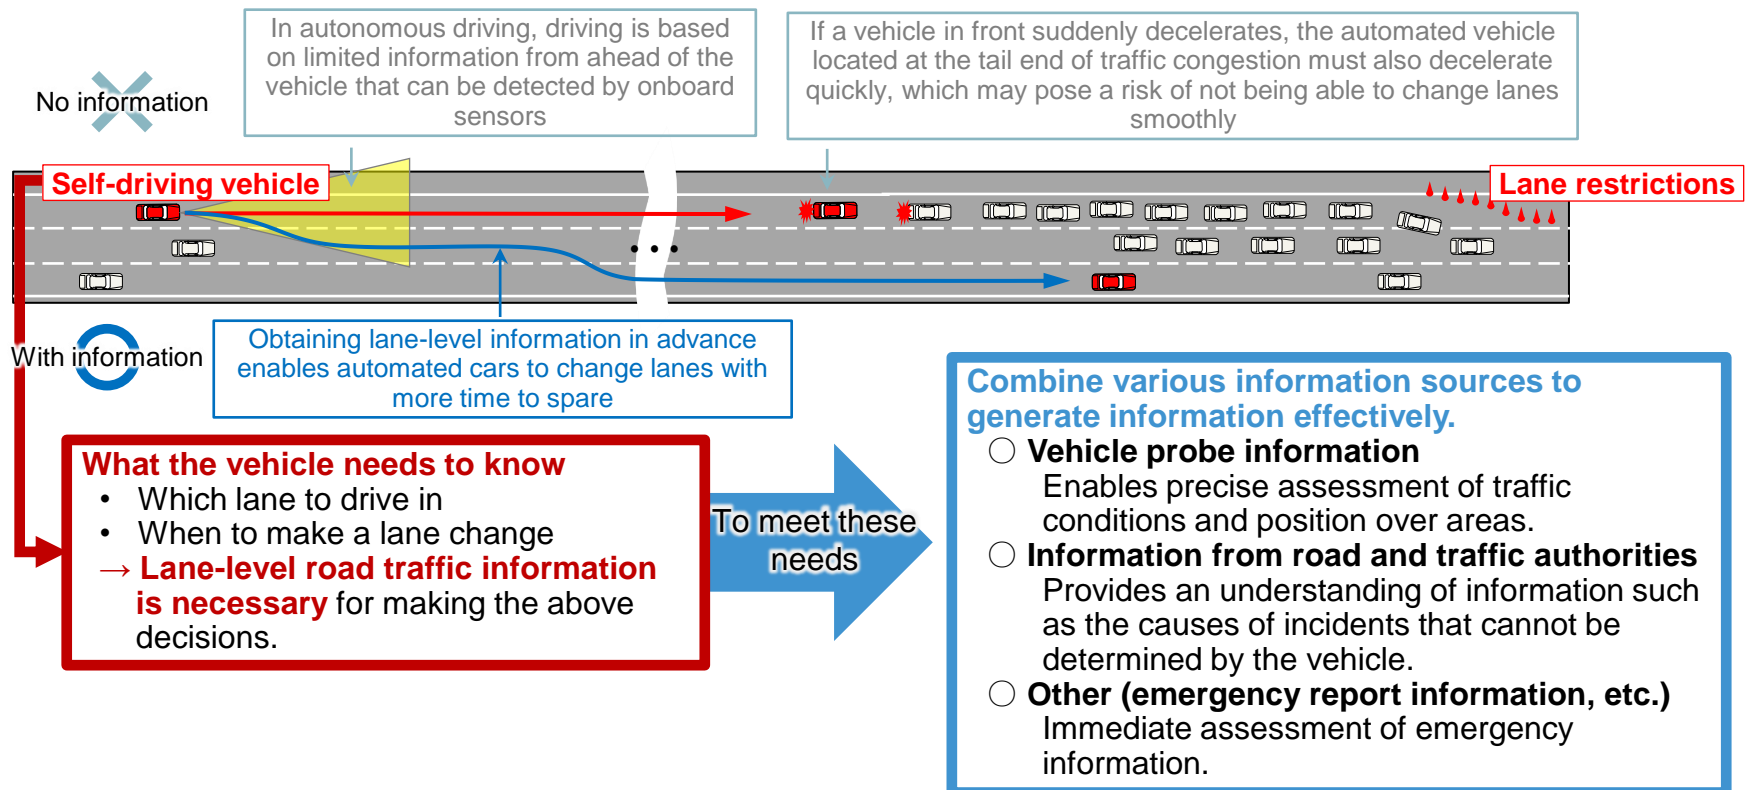 In autonomous driving, driving is based
on limited information from ahead of the
vehicle that can be detected by onboard
sensors
If a vehicle in front suddenly decelerates, the automated vehicle
located at the tail end of traffic congestion must also decelerate
quickly, which may pose a risk of not being able to change lanes
smoothly
No information
Self-driving vehicle
Lane restrictions
• • •
With information
Obtaining lane-level information in advance
enables automated cars to change lanes with
more time to spare
What the vehicle needs to know
• Which lane to drive in
• When to make a lane change
→ Lane-level road traffic information
is necessary for making the above
decisions.
To meet these
needs
Combine various information sources to
generate information effectively.
○ Vehicle probe information
Enables precise assessment of traffic
conditions and position over areas.
○ Information from road and traffic authorities
Provides an understanding of information such
as the causes of incidents that cannot be
determined by the vehicle.
○ Other (emergency report information, etc.)
Immediate assessment of emergency
information.